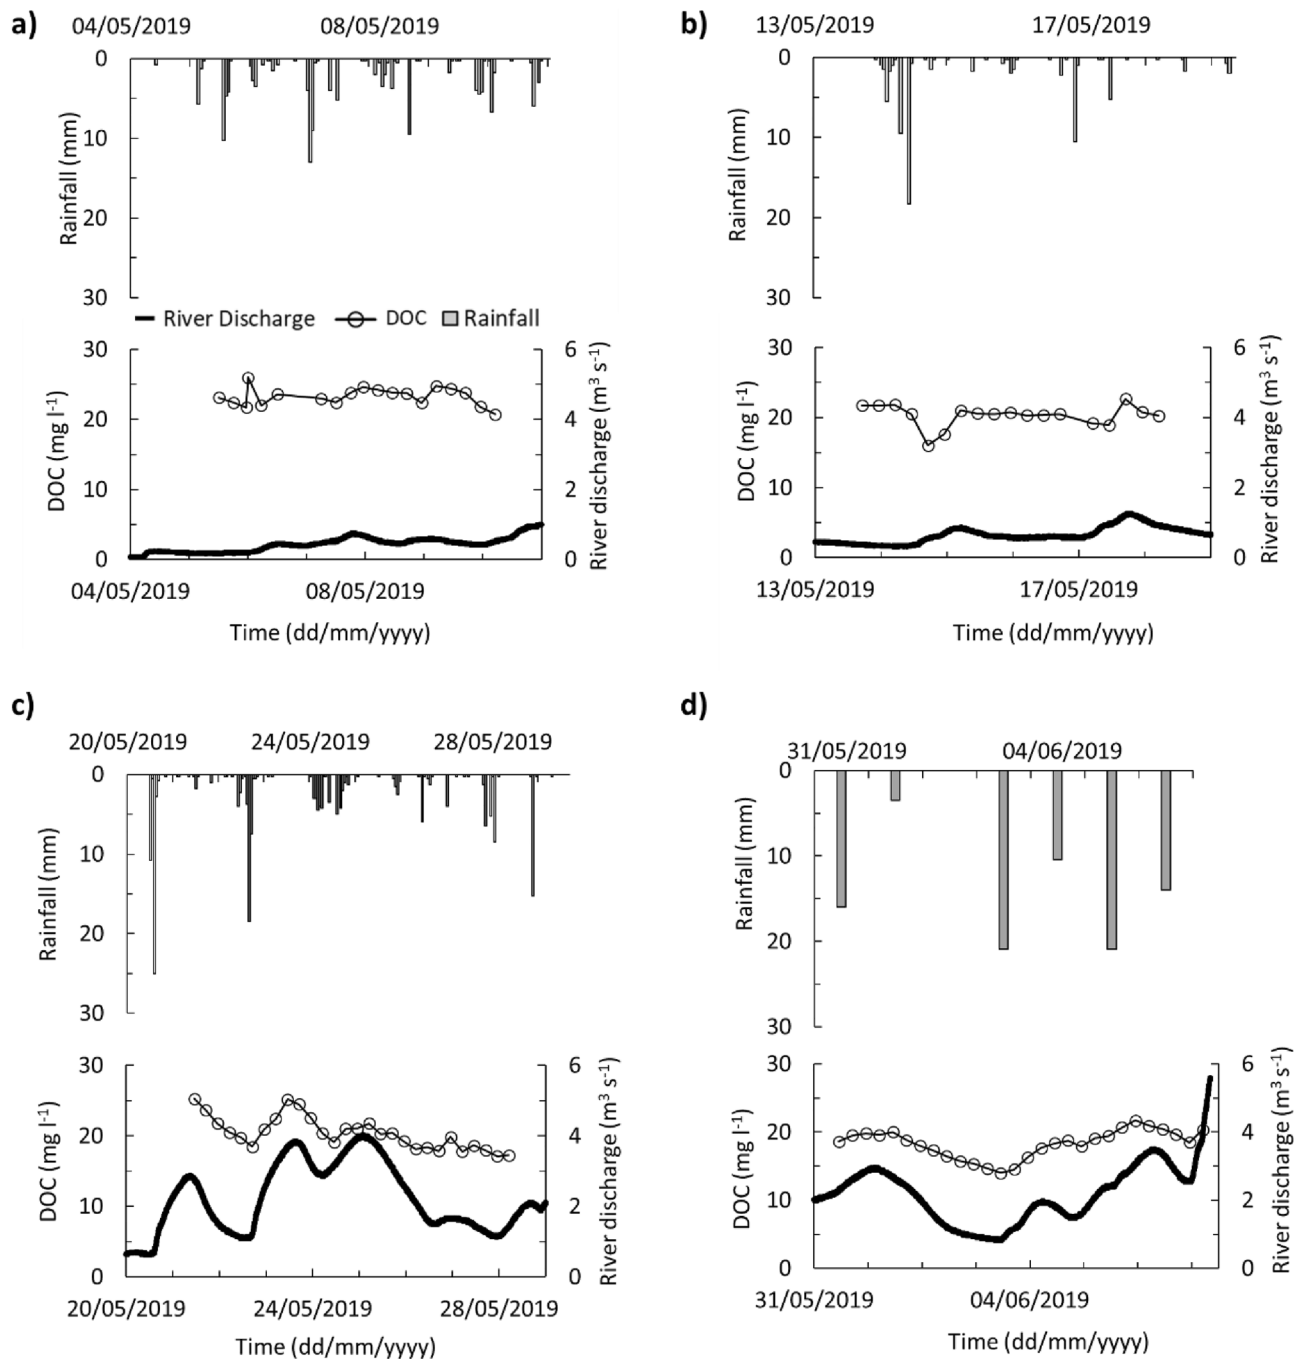 a)
04/05/2019 08/05/2019
0
10
20
30
Rainfall (mm)
River Discharge DOC Rainfall
30
20
10
0
DOC (mg l-1)
6
4
2
0
River discharge (m3 s-1)
04/05/2019 08/05/2019
Time (dd/mm/yyyy)
b)
13/05/2019 17/05/2019
0
10
20
30
Rainfall (mm)
30
20
10
0
DOC (mg l-1)
6
4
2
0
River discharge (m3 s-1)
13/05/2019 17/05/2019
Time (dd/mm/yyyy)
c)
20/05/2019 24/05/2019 28/05/2019
0
10
20
30
Rainfall (mm)
30
20
10
0
DOC (mg l-1)
6
4
2
0
River discharge (m3 s-1)
20/05/2019 24/05/2019 28/05/2019
Time (dd/mm/yyyy)
d)
31/05/2019 04/06/2019
0
10
20
30
Rainfall (mm)
30
20
10
0
DOC (mg l-1)
6
4
2
0
River discharge (m3 s-1)
31/05/2019 04/06/2019
Time (dd/mm/yyyy)